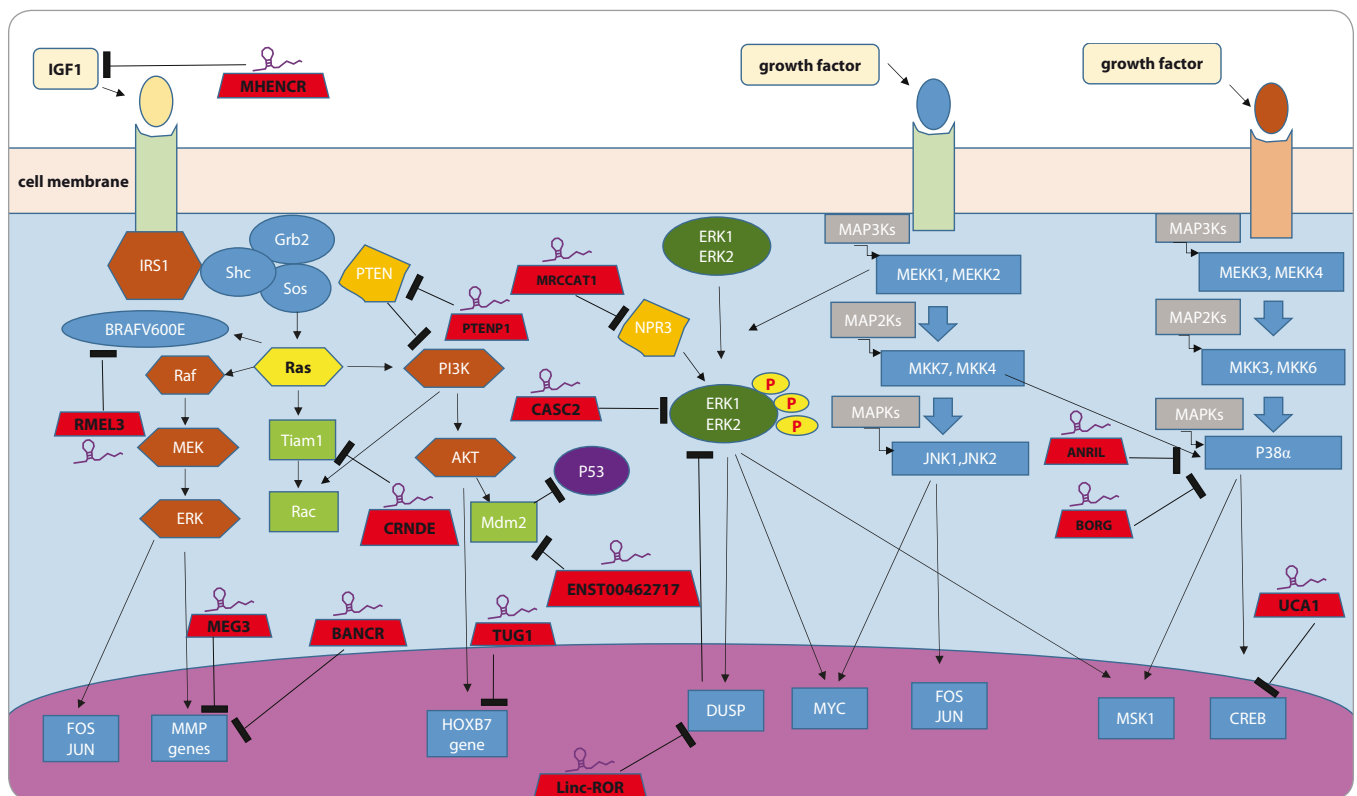 IGF1
MHENCR
growth factor
growth factor
cell membrane
IRS1
Grb2
Shc
Sos
PTEN
PTENP1
MRCCAT1
NPR3
ERK1
ERK2
MAP3Ks
MEKK1, MEKK2
MAP3Ks
MEKK3, MEKK4
BRAFV600E
Raf
Ras
PI3K
MAP2Ks
MKK7, MKK4
MAP2Ks
MKK3, MKK6
RMEL3
MEK
Tiam1
AKT
CASC2
ERK1
ERK2
P
P
P
MAPKs
JNK1,JNK2
MAPKs
P38α
ANRIL
BORG
P53
ERK
Rac
CRNDE
Mdm2
ENST00462717
MEG3
BANCR
TUG1
UCA1
FOS
JUN
MMP
genes
HOXB7
gene
DUSP
MYC
FOS
JUN
MSK1
CREB
Linc-ROR